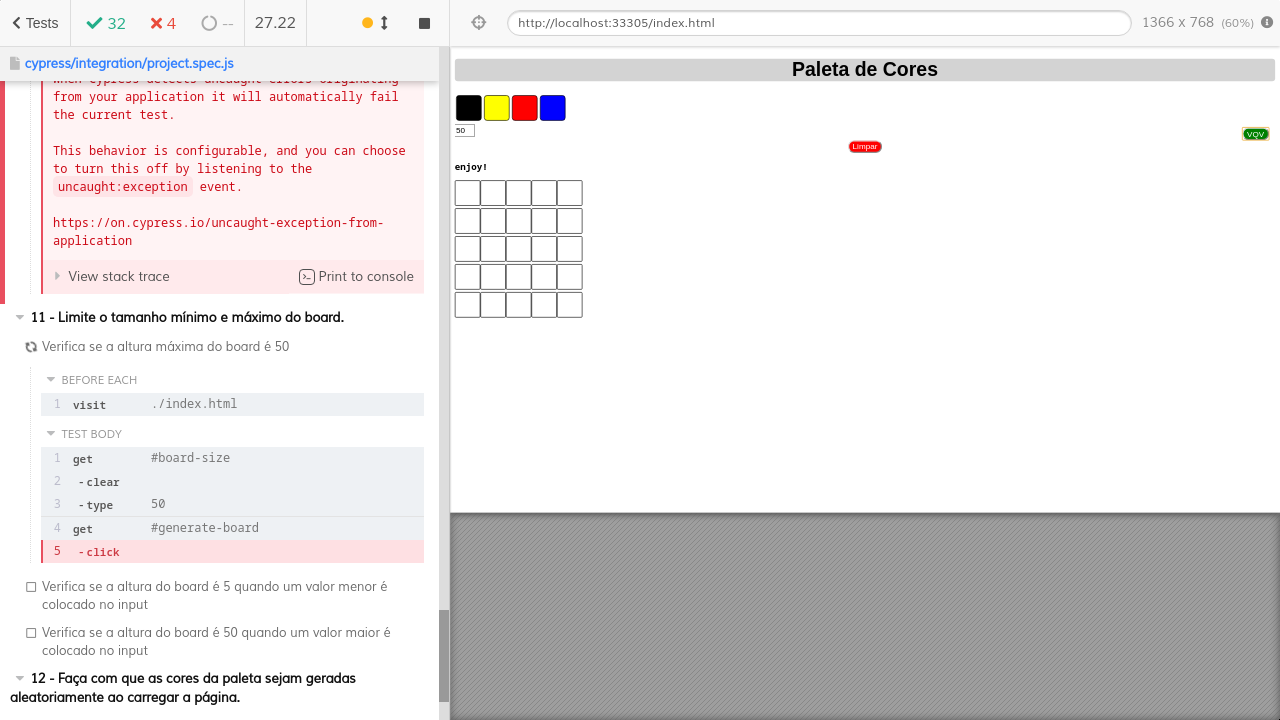 Tests
32
4
--
27.22
http://localhost:33305/index.html
1366 x 768 (60%)
cypress/integration/project.spec.js
When Cypress detects uncaught errors originating
from your application it will automatically fail
the current test.
This behavior is configurable, and you can choose
to turn this off by listening to the
uncaught:exception event.
https://on.cypress.io/uncaught-exception-from-
application
View stack trace
Print to console
11 - Limite o tamanho mínimo e máximo do board.
Verifica se a altura máxima do board é 50
BEFORE EACH
1 visit ./index.html
TEST BODY
1 get #board-size
2 -clear
3 -type 50
4 get #generate-board
5 -click
Verifica se a altura do board é 5 quando um valor menor é
colocado no input
Verifica se a altura do board é 50 quando um valor maior é
colocado no input
12 - Faça com que as cores da paleta sejam geradas
aleatoriamente ao carregar a página.
Paleta de Cores
50
VQV
Limpar
enjoy!